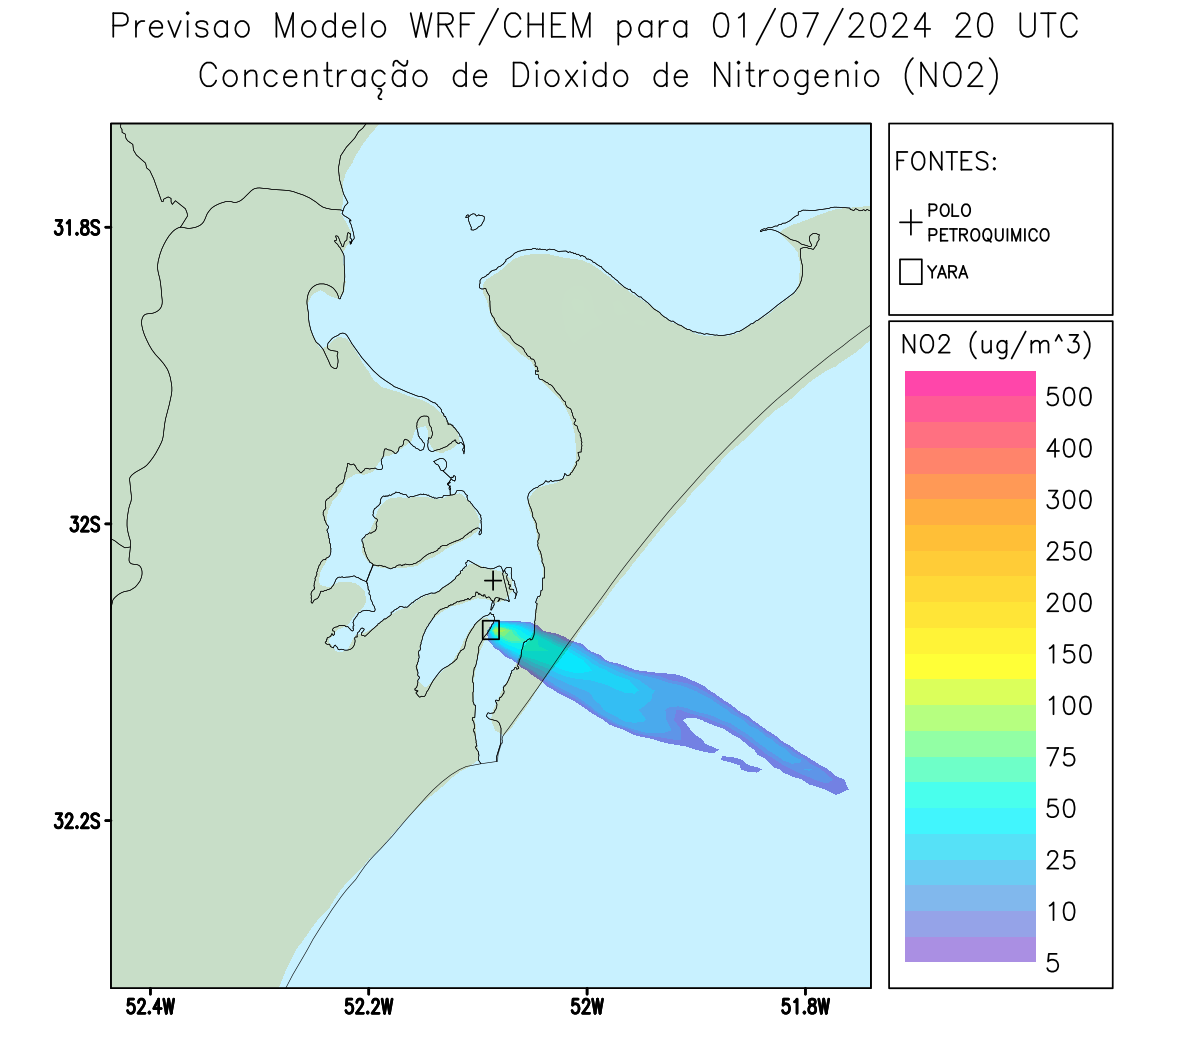 Previsao Modelo WRF/CHEM para 01/07/2024 20 UTC
Concentração de Dioxido de Nitrogenio (NO2)
31.8S
32S
32.2S
52.4W
52.2W
52W
51.8W
FONTES:
POLO
PETROQUIMICO
YARA
NO2 (ug/m^3)
500
400
300
250
200
150
100
75
50
25
10
5